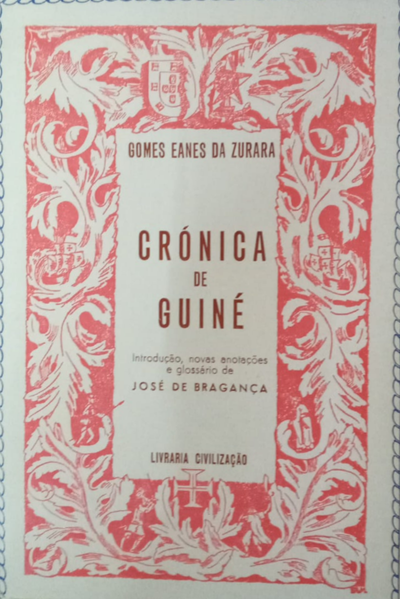 GOMES EANES DA ZURARA
CRÓNICA
DE
GUINÉ
Introdução, novas anotações
e glossário de
JOSÉ DE BRAGANÇA
LIVRARIA CIVILIZAÇÃO